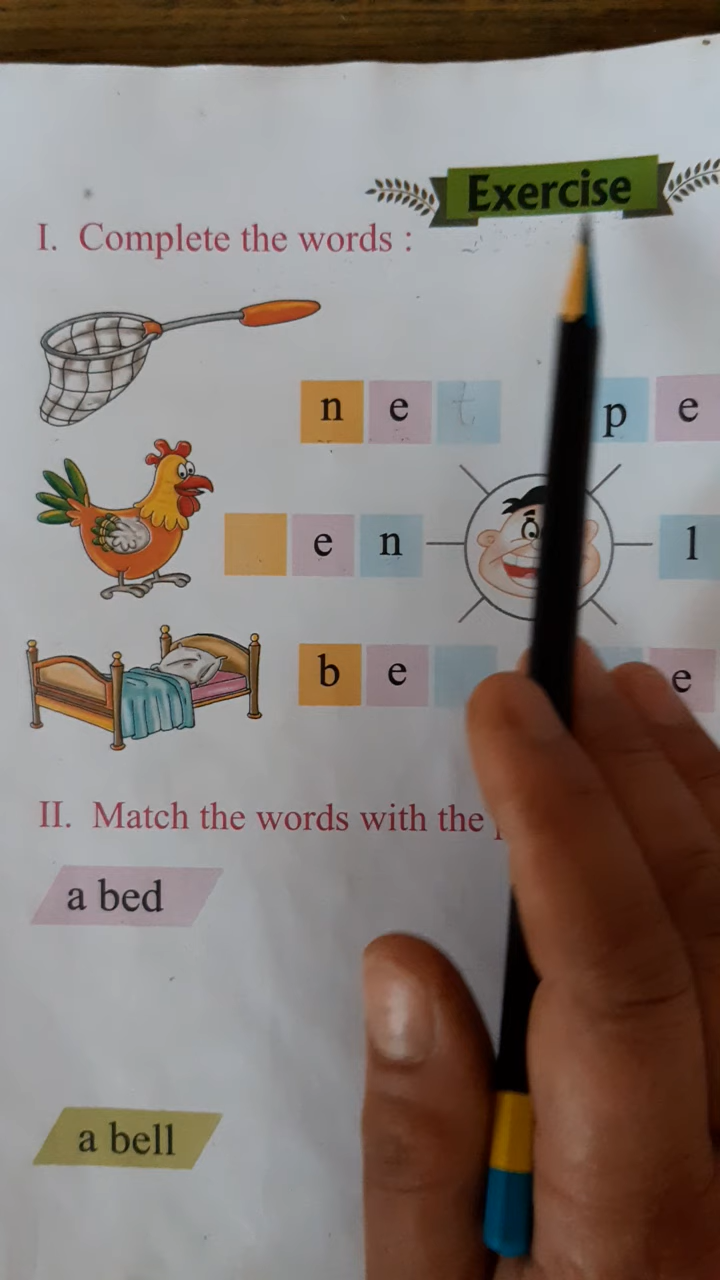 Exercise
I. Complete the words :
n e t p e
e n l
b e e
II. Match the words with the
a bed
a bell